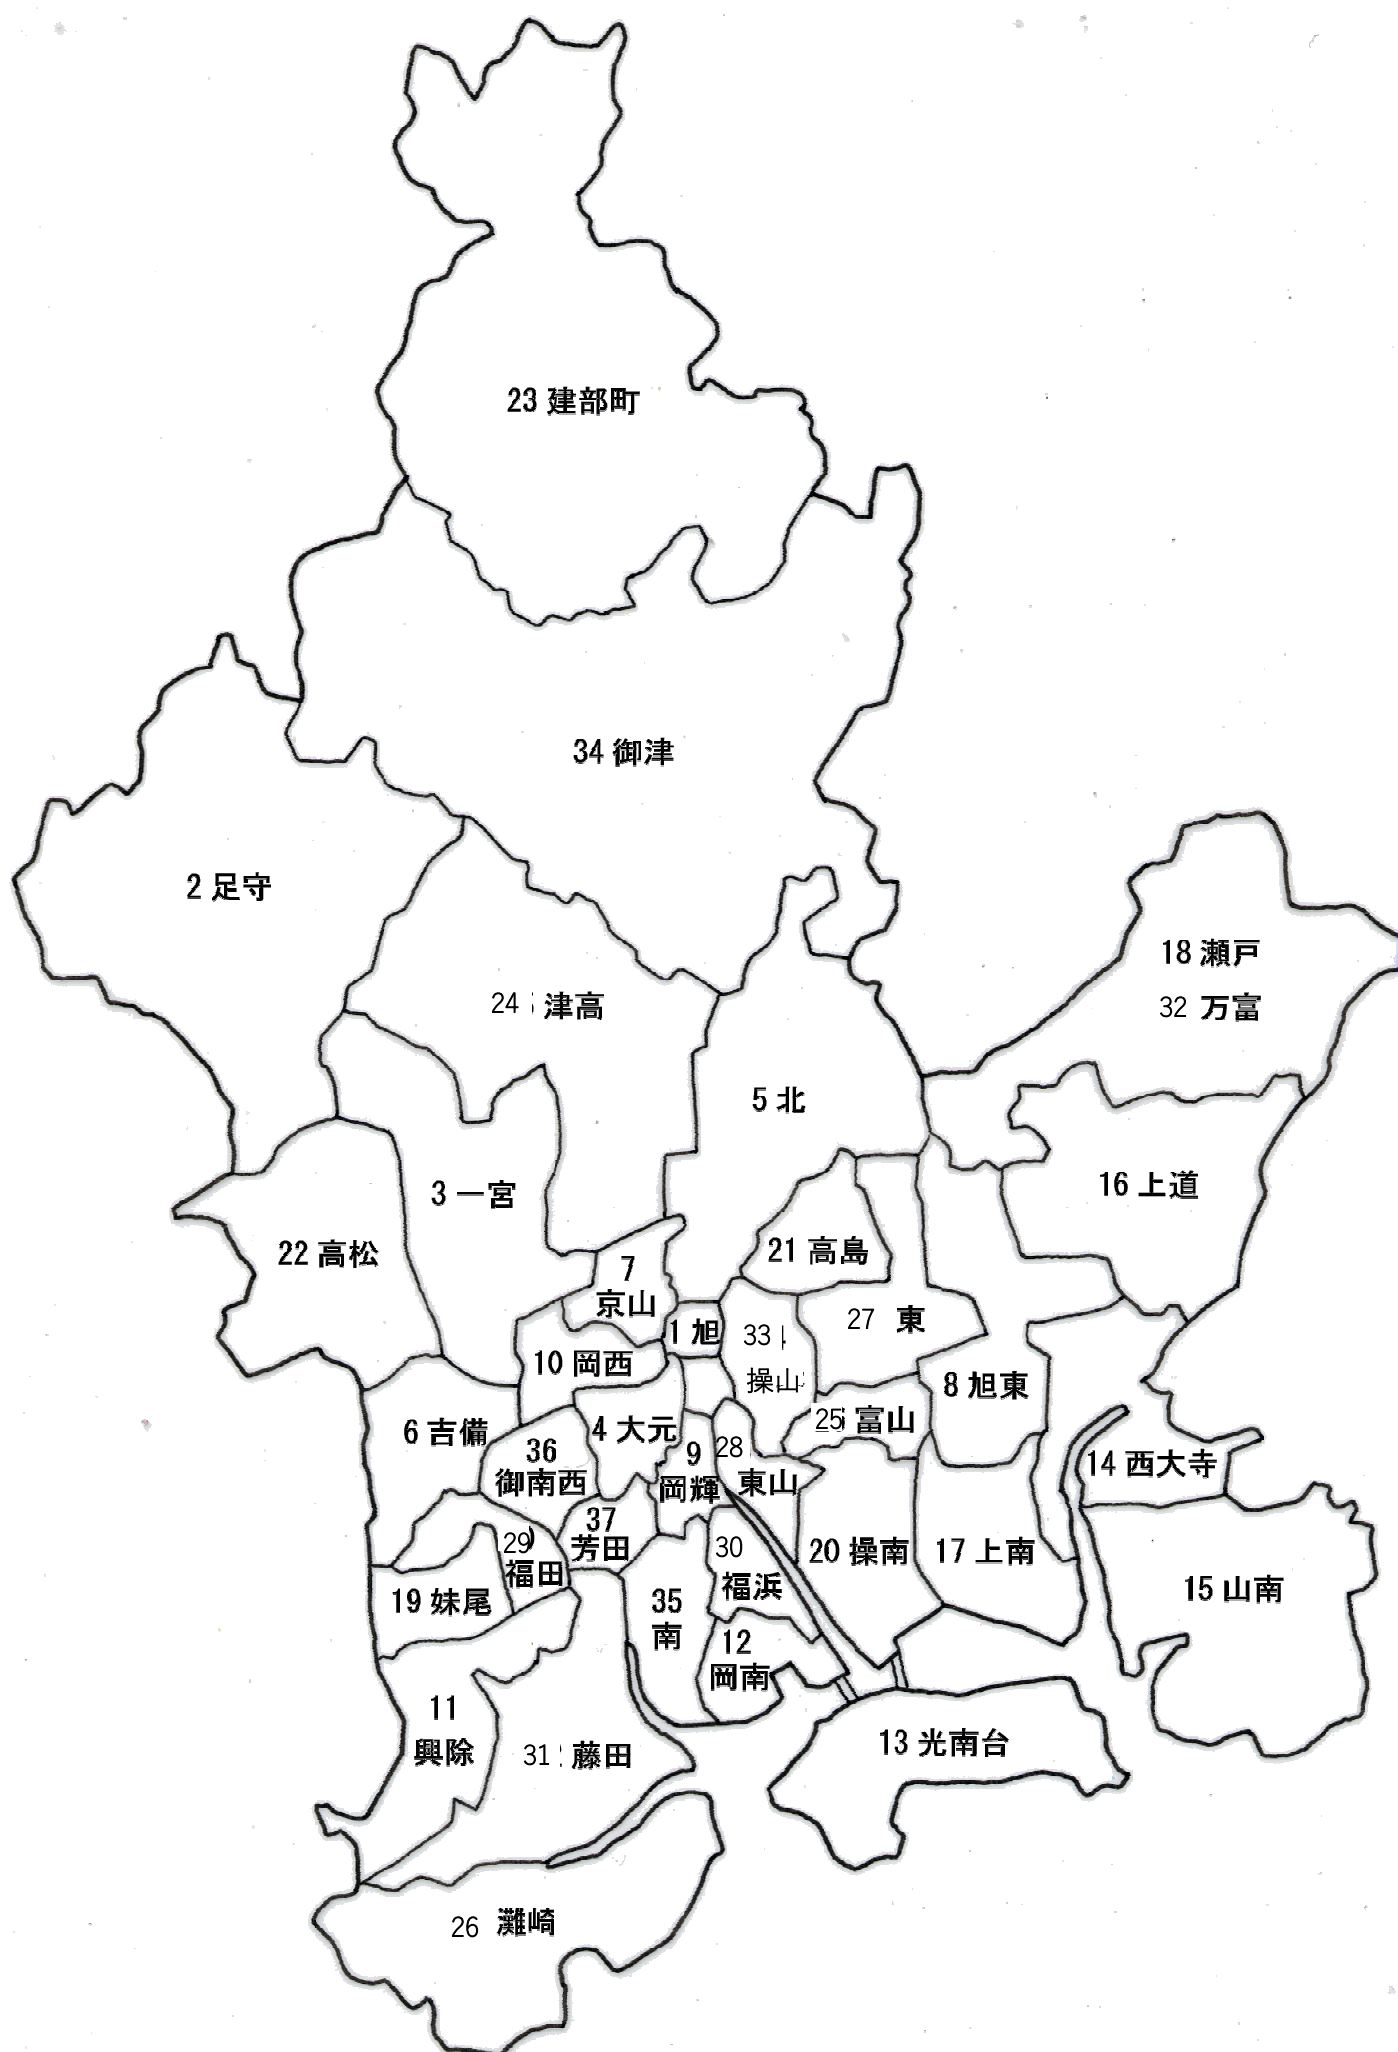 23 建部町
34 御津
2 足守
18 瀬戸
32 万富
24 津高
5 北
16 上道
3 一宮
22 高松
21 高島
7
京山
27 東
1 旭
33
操山
10 岡西
8 旭東
6 吉備
4 大元
25 富山
36
御南西
9
岡輝
28
東山
14 西大寺
37
芳田
29
福田
30
福浜
20 操南
17 上南
19 妹尾
35
南
15 山南
12
岡南
11
興除
31 藤田
13 光南台
26 灘崎